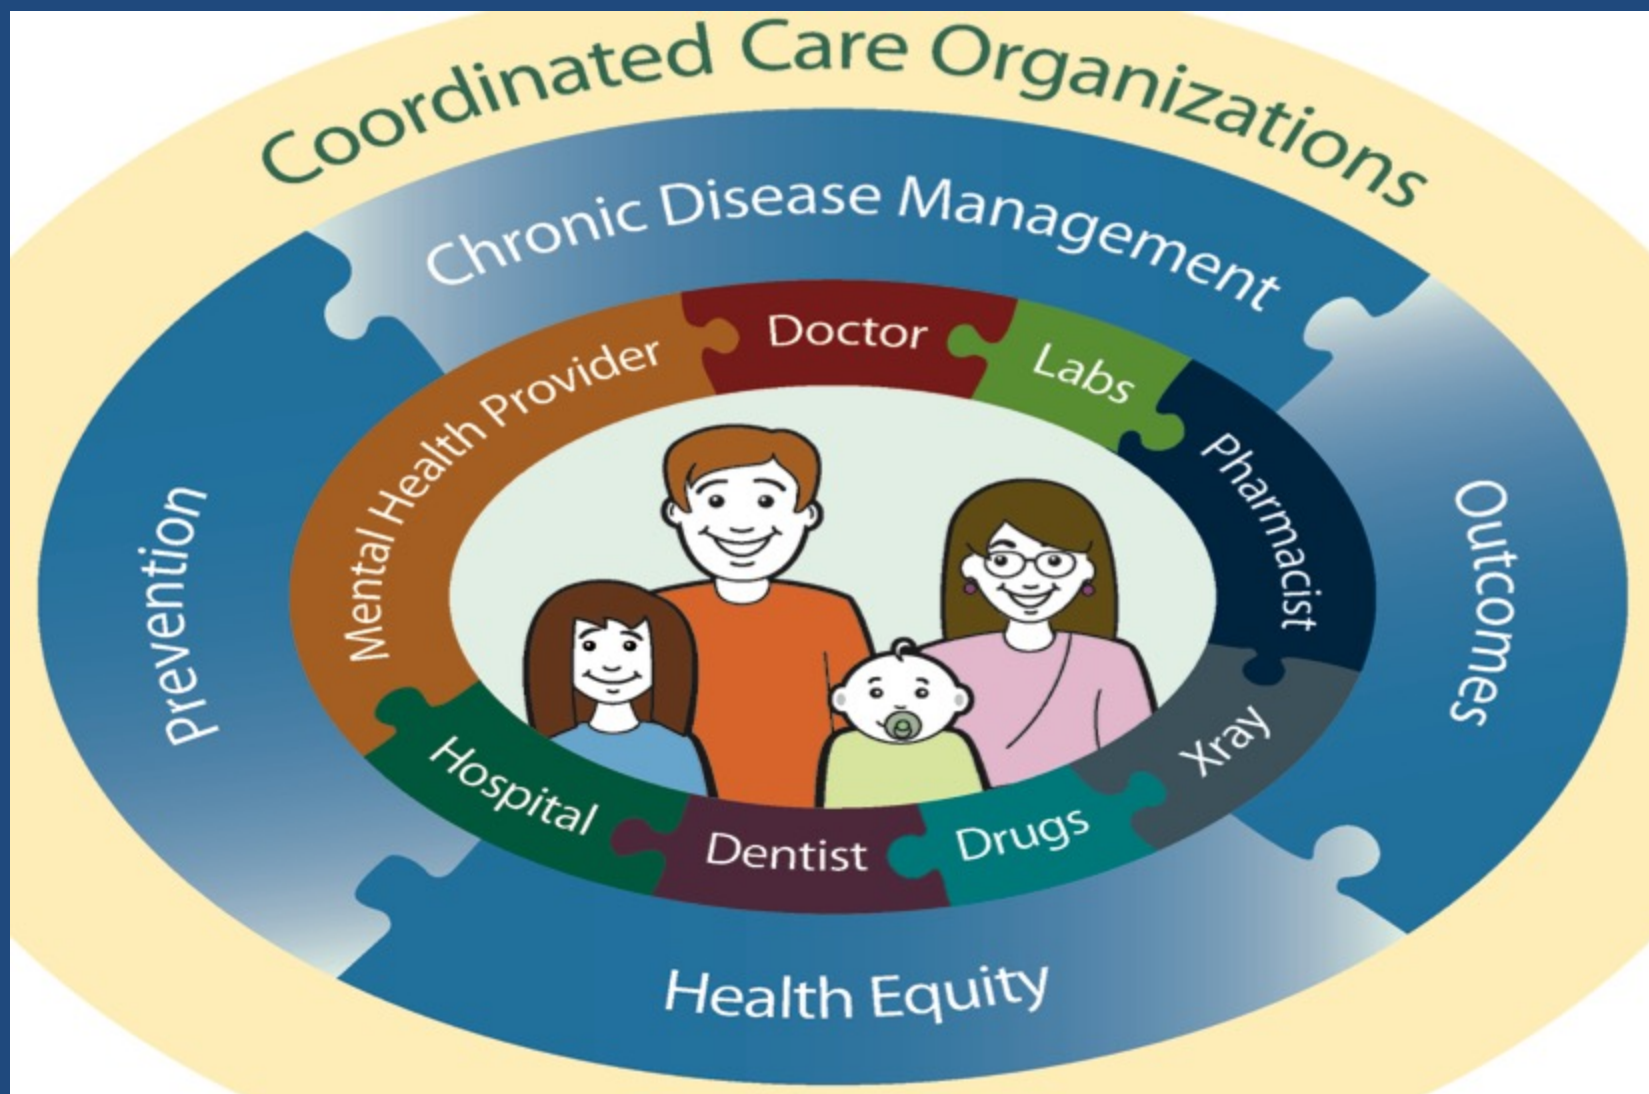 Coordinated Care Organizations
Chronic Disease Management
Outcomes
Health Equity
Prevention
Doctor
Labs
Pharmacist
Xray
Drugs
Dentist
Hospital
Mental Health Provider